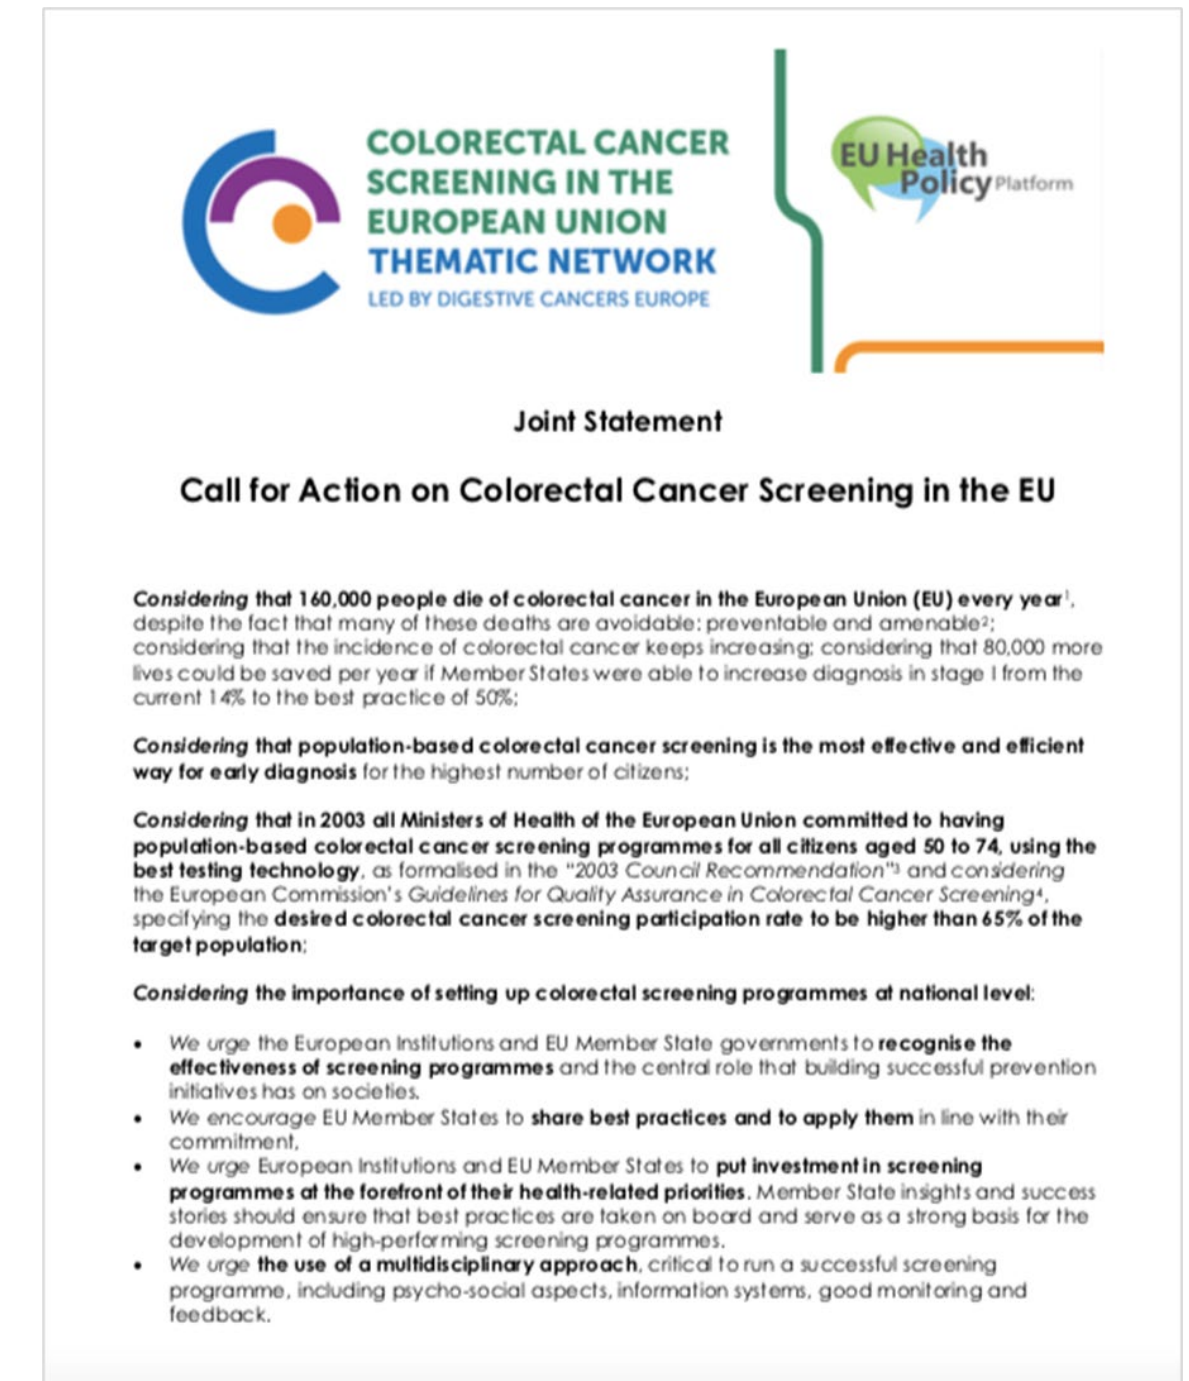 COLORECTAL CANCER
SCREENING IN THE
EUROPEAN UNION
THEMATIC NETWORK
LED BY DIGESTIVE CANCERS EUROPE
EU Health
Policy Platform
Joint Statement
Call for Action on Colorectal Cancer Screening in the EU
Considering that 160,000 people die of colorectal cancer in the European Union (EU) every year¹,
despite the fact that many of these deaths are avoidable: preventable and amenable²;
considering that the incidence of colorectal cancer keeps increasing; considering that 80,000 more
lives could be saved per year if Member States were able to increase diagnosis in stage I from the
current 14% to the best practice of 50%;
Considering that population-based colorectal cancer screening is the most effective and efficient
way for early diagnosis for the highest number of citizens;
Considering that in 2003 all Ministers of Health of the European Union committed to having
population-based colorectal cancer screening programmes for all citizens aged 50 to 74, using the
best testing technology, as formalised in the "2003 Council Recommendation"³ and considering
the European Commission's Guidelines for Quality Assurance in Colorectal Cancer Screening⁴,
specifying the desired colorectal cancer screening participation rate to be higher than 65% of the
target population;
Considering the importance of setting up colorectal screening programmes at national level:
• We urge the European Institutions and EU Member State governments to recognise the
effectiveness of screening programmes and the central role that building successful prevention
initiatives has on societies.
• We encourage EU Member States to share best practices and to apply them in line with their
commitment.
• We urge European Institutions and EU Member States to put investment in screening
programmes at the forefront of their health-related priorities. Member State insights and success
stories should ensure that best practices are taken on board and serve as a strong basis for the
development of high-performing screening programmes.
• We urge the use of a multidisciplinary approach, critical to run a successful screening
programme, including psycho-social aspects, information systems, good monitoring and
feedback.